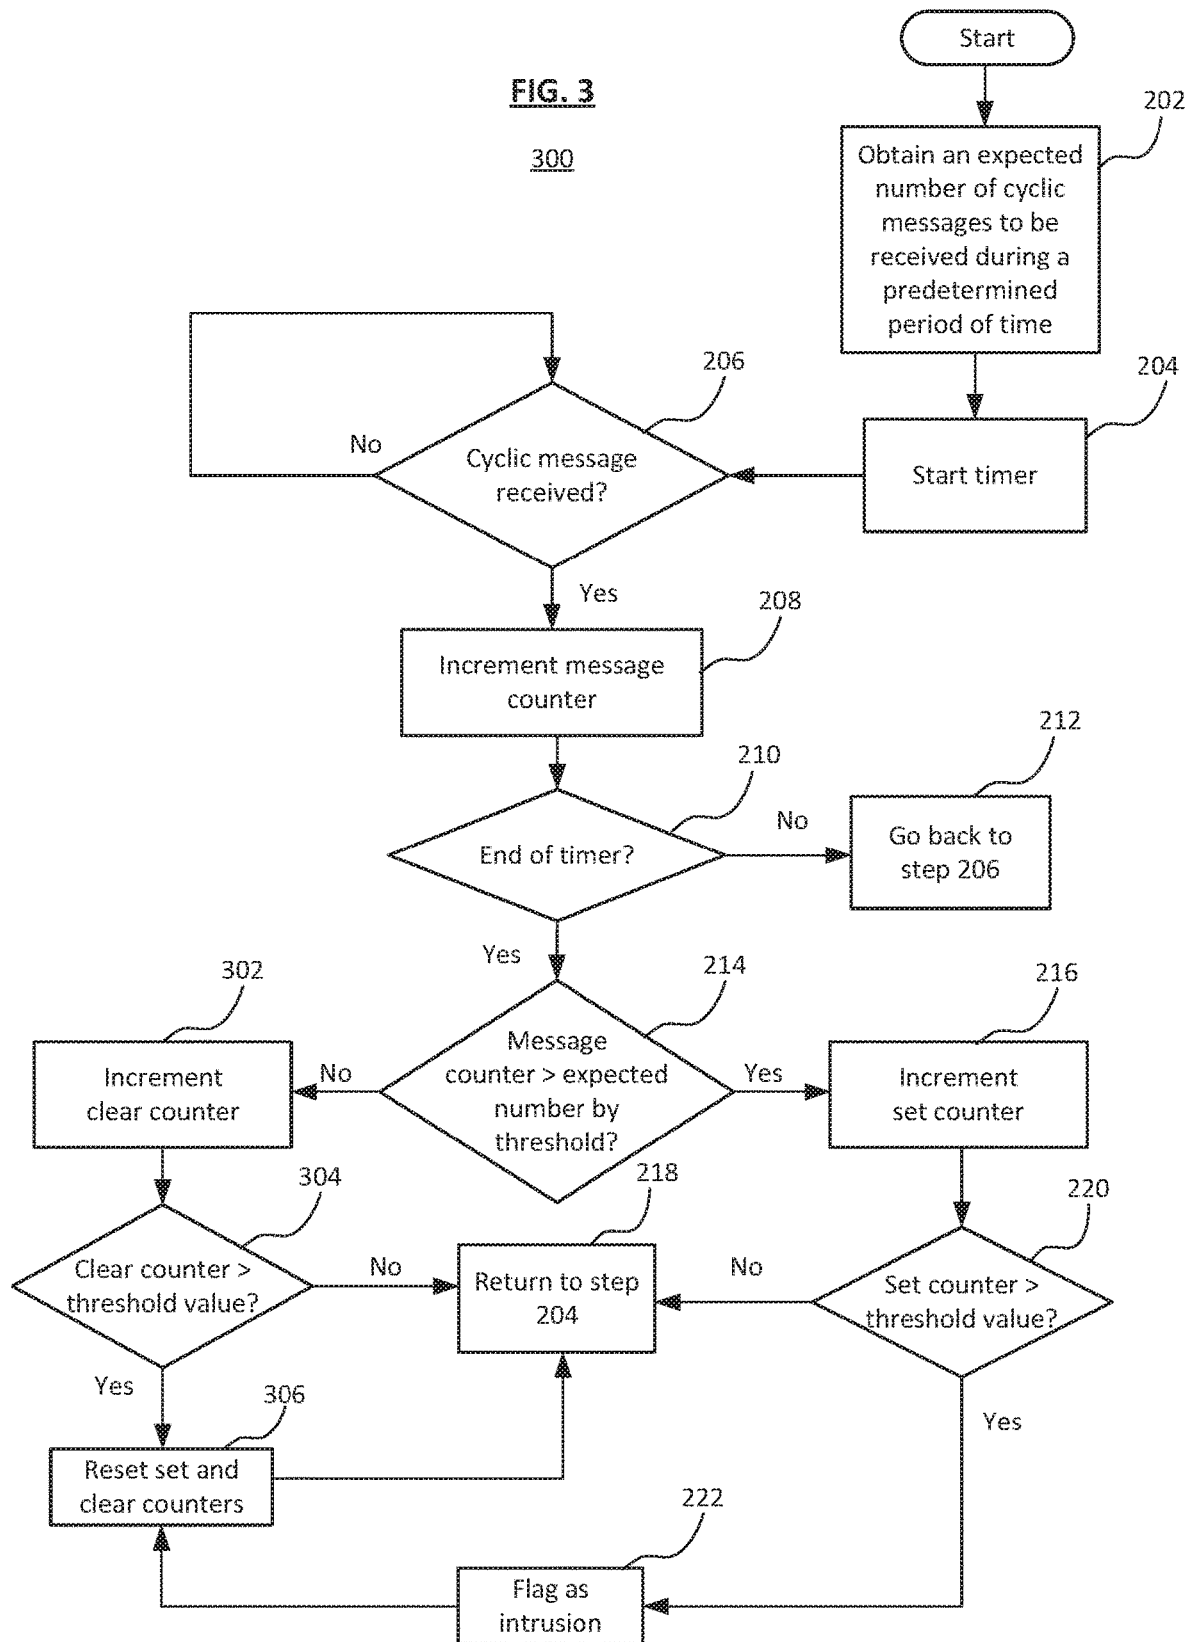 Start
FIG. 3
300
202
Obtain an expected
number of cyclic
messages to be
received during a
predetermined
period of time
204
Start timer
206
No
Cyclic message
received?
Yes
208
Increment message
counter
210
End of timer?
No
212
Go back to
step 206
Yes
214
Message
counter > expected
number by
threshold?
No
302
Increment
clear counter
Yes
216
Increment
set counter
304
Clear counter >
threshold value?
No
218
Return to step
204
220
Set counter >
threshold value?
No
Yes
306
Reset set and
clear counters
Yes
222
Flag as
intrusion